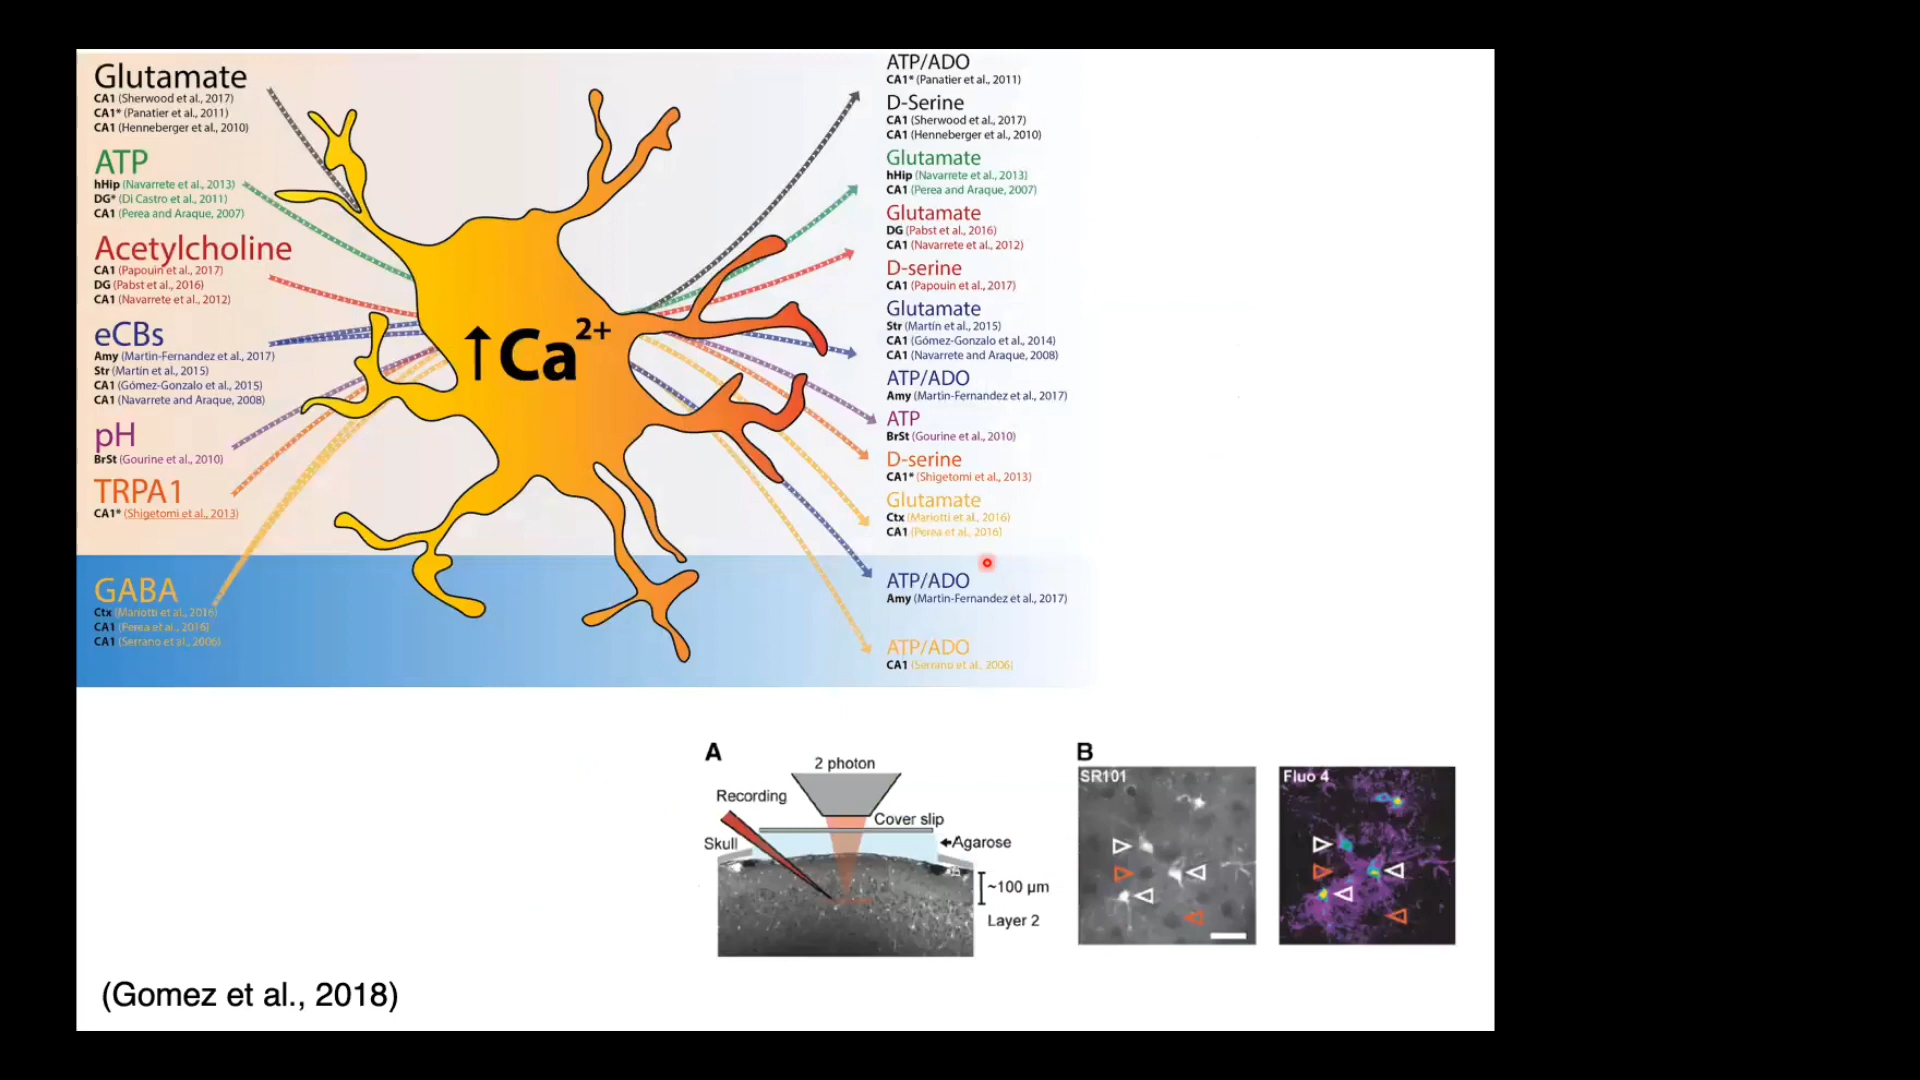 Glutamate
CA1 (Sherwood et al., 2017)
CA1* (Panatier et al., 2011)
CA1 (Henneberger et al., 2010)
ATP
hHip (Navarrete et al., 2013)
DG* (Di Castro et al., 2011)
CA1 (Perea and Araque, 2007)
Acetylcholine
CA1 (Papouin et al., 2017)
DG (Pabst et al., 2016)
CA1 (Navarrete et al., 2012)
eCBs
Amy (Martin-Fernandez et al., 2017)
Str (Martín et al., 2015)
CA1 (Gómez-Gonzalo et al., 2015)
CA1 (Navarrete and Araque, 2008)
pH
BrSt (Gourine et al., 2010)
TRPA1
CA1* (Shigetomi et al., 2013)
GABA
Ctx (Mariotti et al., 2016)
CA1 (Perea et al., 2016)
CA1 (Serrano et al., 2006)
↑Ca2+
ATP/ADO
CA1* (Panatier et al., 2011)
D-Serine
CA1 (Sherwood et al., 2017)
CA1 (Henneberger et al., 2010)
Glutamate
hHip (Navarrete et al., 2013)
CA1 (Perea and Araque, 2007)
Glutamate
DG (Pabst et al., 2016)
CA1 (Navarrete et al., 2012)
D-serine
CA1 (Papouin et al., 2017)
Glutamate
Str (Martín et al., 2015)
CA1 (Gómez-Gonzalo et al., 2014)
CA1 (Navarrete and Araque, 2008)
ATP/ADO
Amy (Martin-Fernandez et al., 2017)
ATP
BrSt (Gourine et al., 2010)
D-serine
CA1* (Shigetomi et al., 2013)
Glutamate
Ctx (Mariotti et al., 2016)
CA1 (Perea et al., 2016)
ATP/ADO
Amy (Martin-Fernandez et al., 2017)
ATP/ADO
CA1 (Serrano et al., 2006)
A
2 photon
Recording
Cover slip
Skull
Agarose
~100 µm
Layer 2
B
SR101
Fluo 4
(Gomez et al., 2018)